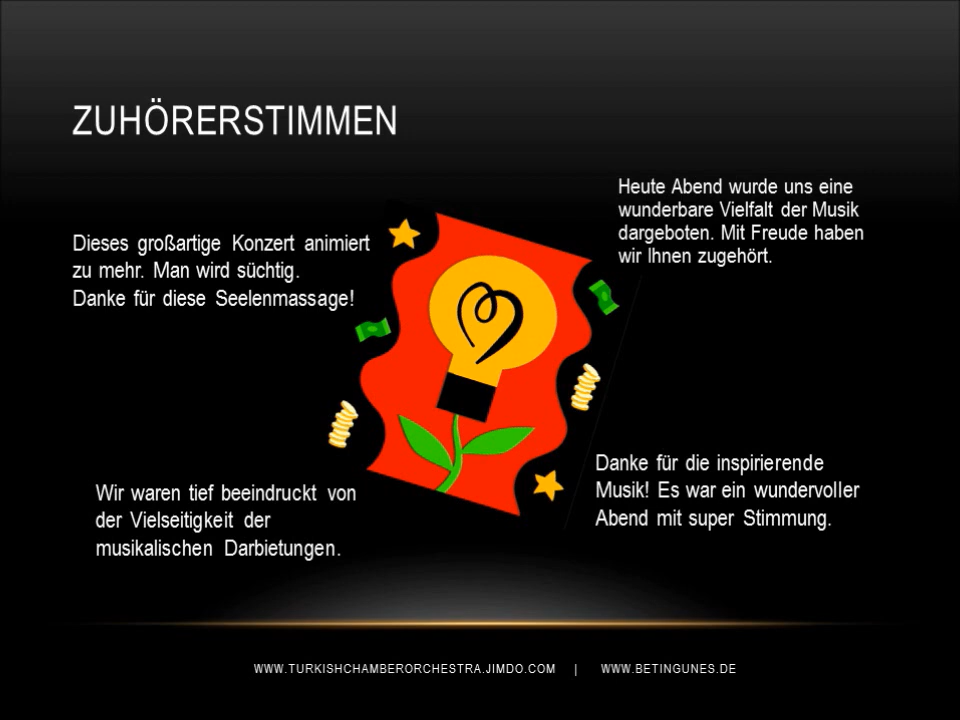 ZUHÖRERSTIMMEN
Dieses großartige Konzert animiert
zu mehr. Man wird süchtig.
Danke für diese Seelenmassage!
Heute Abend wurde uns eine
wunderbare Vielfalt der Musik
dargeboten. Mit Freude haben
wir Ihnen zugehört.
Wir waren tief beeindruckt von
der Vielseitigkeit der
musikalischen Darbietungen.
Danke für die inspirierende
Musik! Es war ein wundervoller
Abend mit super Stimmung.
WWW.TURKISHCHAMBERORCHESTRA.JIMDO.COM | WWW.BETINGUNES.DE